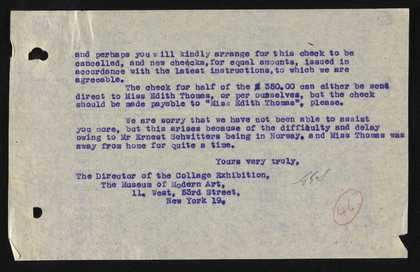 and perhaps you will kindly arrange for this check to be
cancelled, and new checks, for equal amounts, issued in
accordance with the latest instructions, to which we are
agreeable.
The check for half of the $ 350.00 can either be sent
direct to Miss Edith Thomas, or per ourselves, but the check
should be made payable to "Miss Edith Thomas", please.
We are sorry that we have not been able to assist
you more, but this arises because of the difficulty and delay
owing to Mr Ernest Schwitters being in Norway, and Miss Thomas was
away from home for quite a time.
Yours very truly,
The Director of the Collage Exhibition,
The Museum of Modern Art,
11. West, 53rd Street,
New York 19.